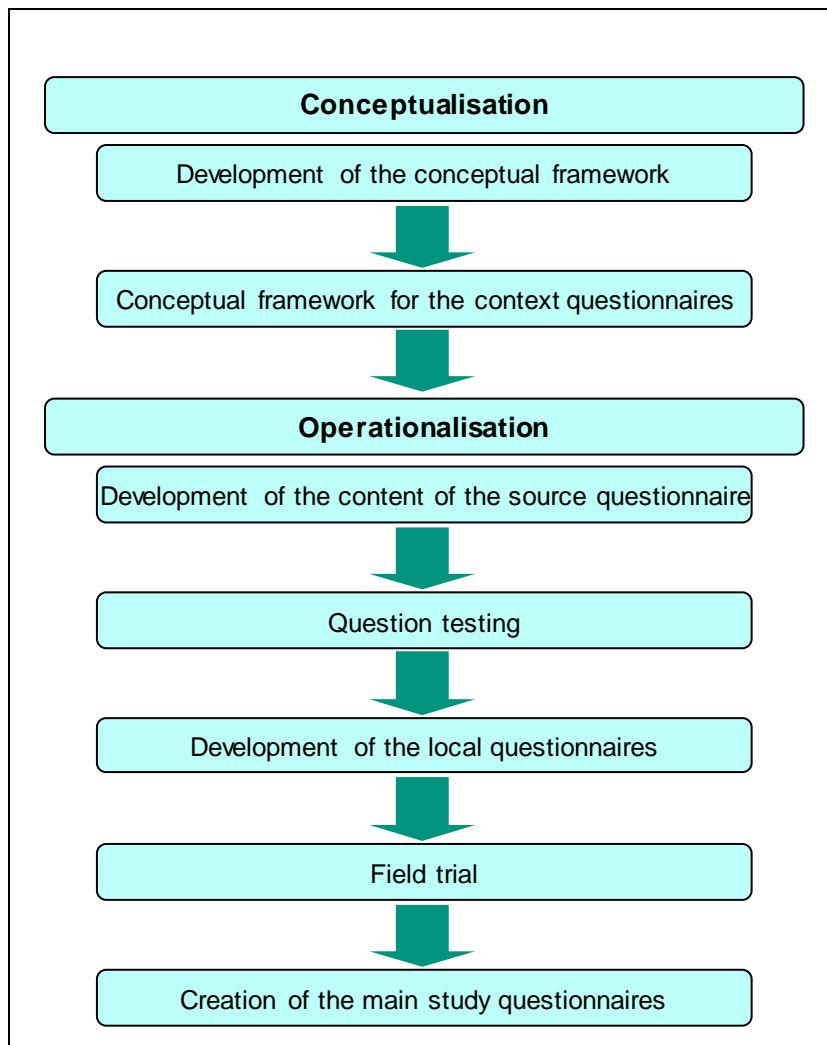 Conceptualisation
Development of the conceptual framework
Conceptual framework for the context questionnaires
Operationalisation
Development of the content of the source questionnaire
Question testing
Development of the local questionnaires
Field trial
Creation of the main study questionnaires